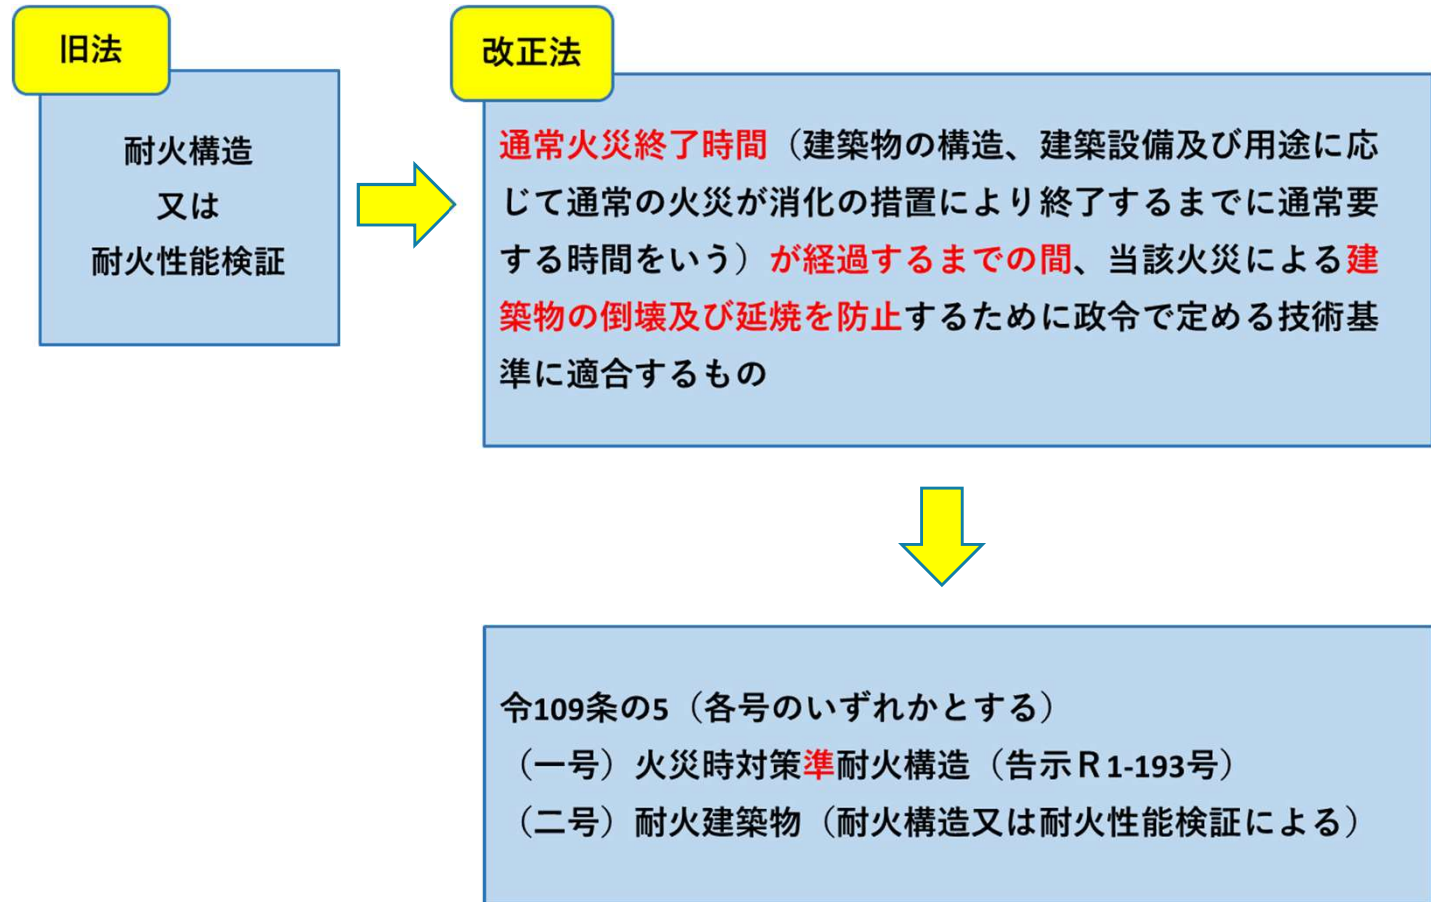 旧法
耐火構造
又は
耐火性能検証
改正法
通常火災終了時間（建築物の構造、建築設備及び用途に応
じて通常の火災が消化の措置により終了するまでに通常要
する時間をいう）が経過するまでの間、当該火災による建
築物の倒壊及び延焼を防止するために政令で定める技術基
準に適合するもの
令109条の5（各号のいずれかとする）
（一号）火災時対策準耐火構造（告示Ｒ1-193号）
（二号）耐火建築物（耐火構造又は耐火性能検証による）